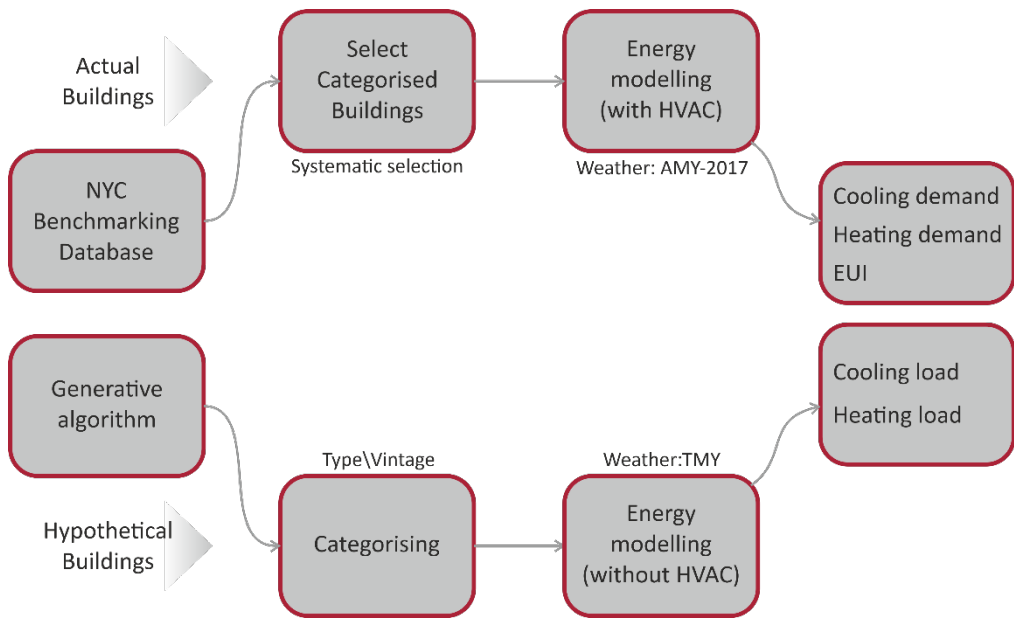 Actual
Buildings
Select
Categorised
Buildings
Systematic selection
Energy
modelling
(with HVAC)
Weather: AMY-2017
NYC
Benchmarking
Database
Cooling demand
Heating demand
EUI
Generative
algorithm
Hypothetical
Buildings
Type\Vintage
Categorising
Weather:TMY
Energy
modelling
(without HVAC)
Cooling load
Heating load